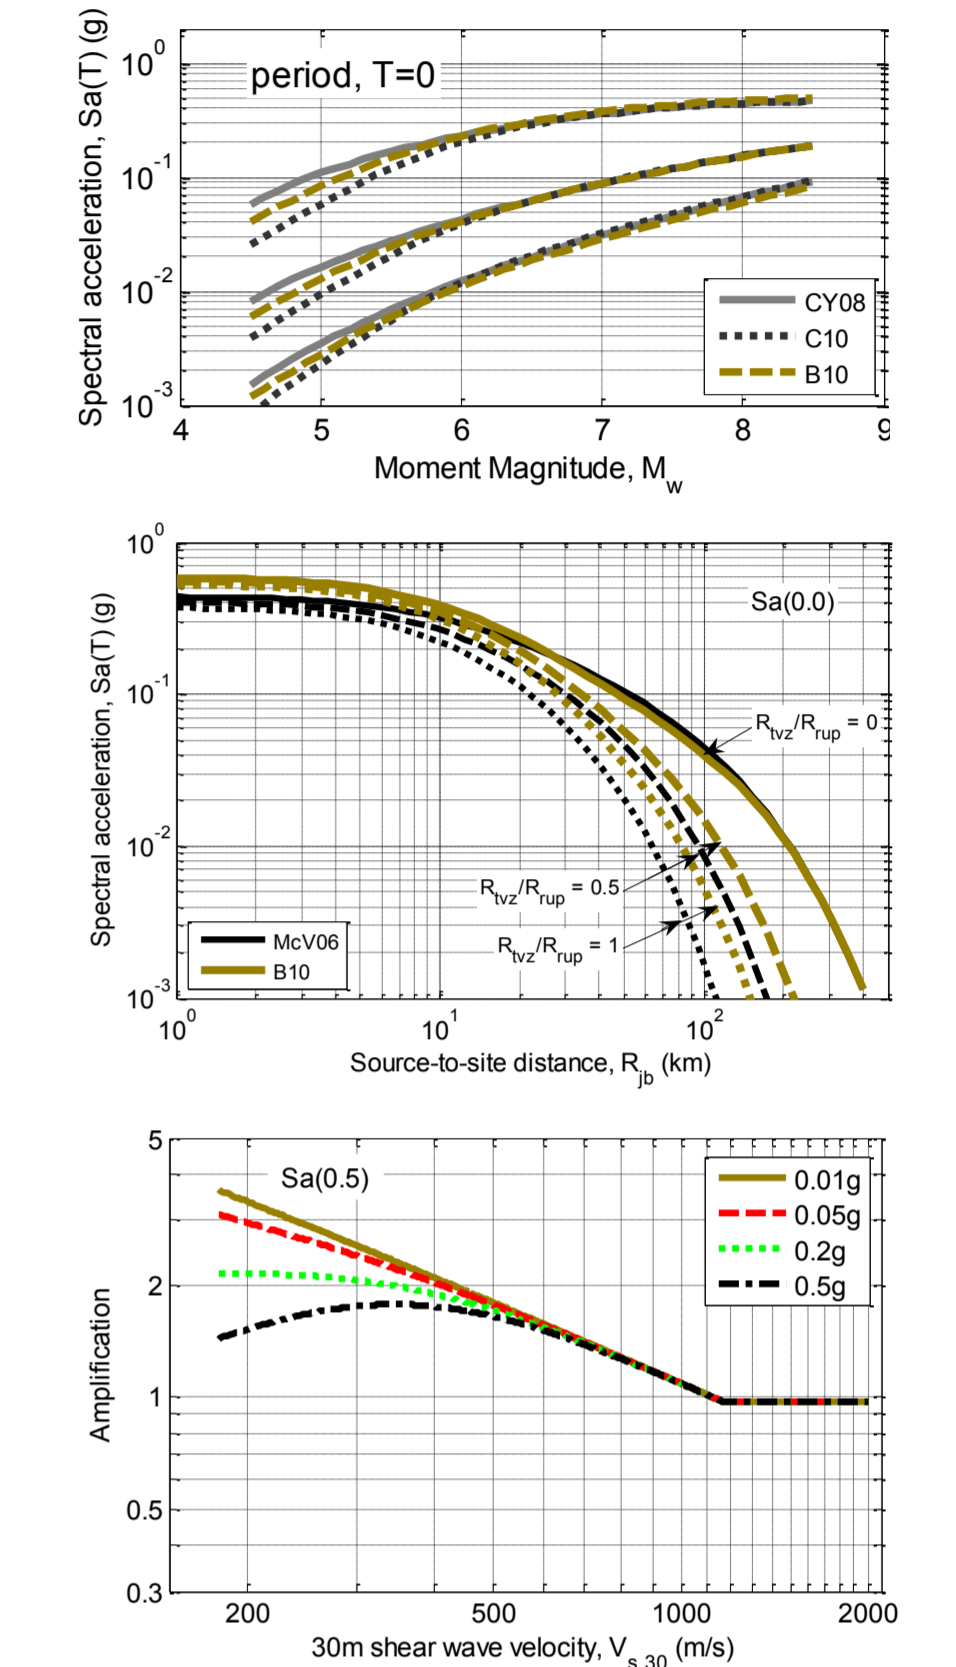 Spectral acceleration, Sa(T) (g)
10^0
10^-1
10^-2
10^-3
period, T=0
CY08
C10
B10
4 5 6 7 8 9
Moment Magnitude, M_w
Spectral acceleration, Sa(T) (g)
10^0
10^-1
10^-2
10^-3
Sa(0.0)
R_tvz/R_rup = 0
R_tvz/R_rup = 0.5
R_tvz/R_rup = 1
McV06
B10
10^0 10^1 10^2
Source-to-site distance, R_jb (km)
Amplification
5
2
1
0.5
0.3
Sa(0.5)
0.01g
0.05g
0.2g
0.5g
200 500 1000 2000
30m shear wave velocity, V_s,30 (m/s)